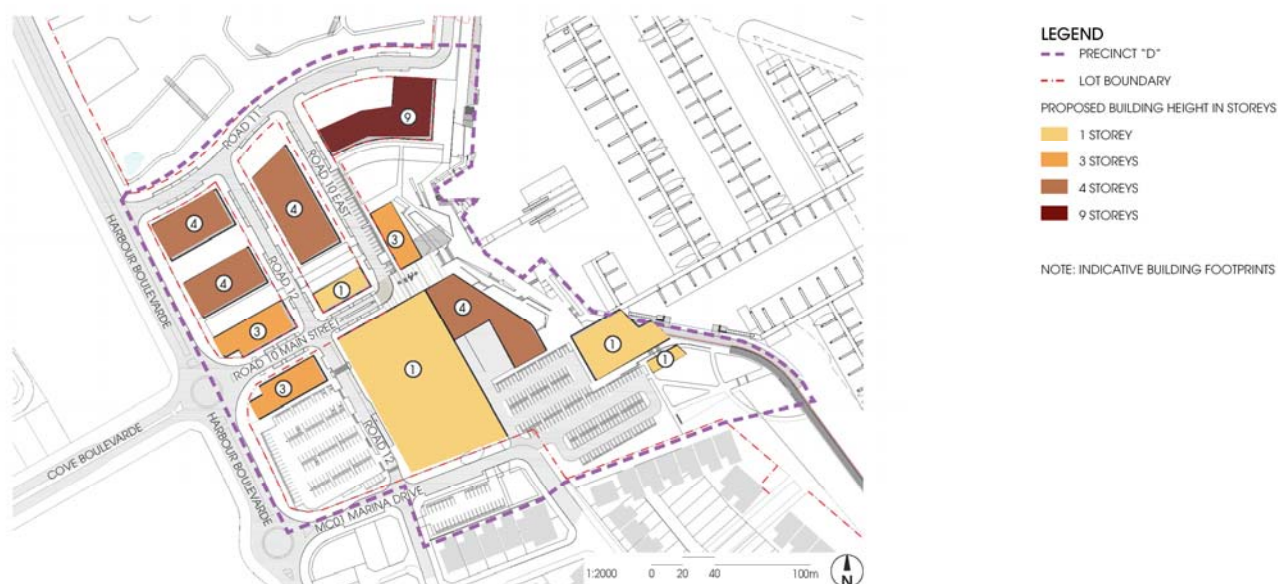 LEGEND
PRECINCT "D"
LOT BOUNDARY
PROPOSED BUILDING HEIGHT IN STOREYS
1 STOREY
3 STOREYS
4 STOREYS
9 STOREYS
NOTE: INDICATIVE BUILDING FOOTPRINTS
ROAD 11
9
ROAD 10 EAST
4
4
3
HARBOUR BOULEVARDE
4
ROAD 12
1
4
3
ROAD 10 MAIN STREET
1
1
1
3
COVE BOULEVARDE
HARBOUR BOULEVARDE
ROAD 12
MC01 MARINA DRIVE
1:2000 0 20 40 100m
N